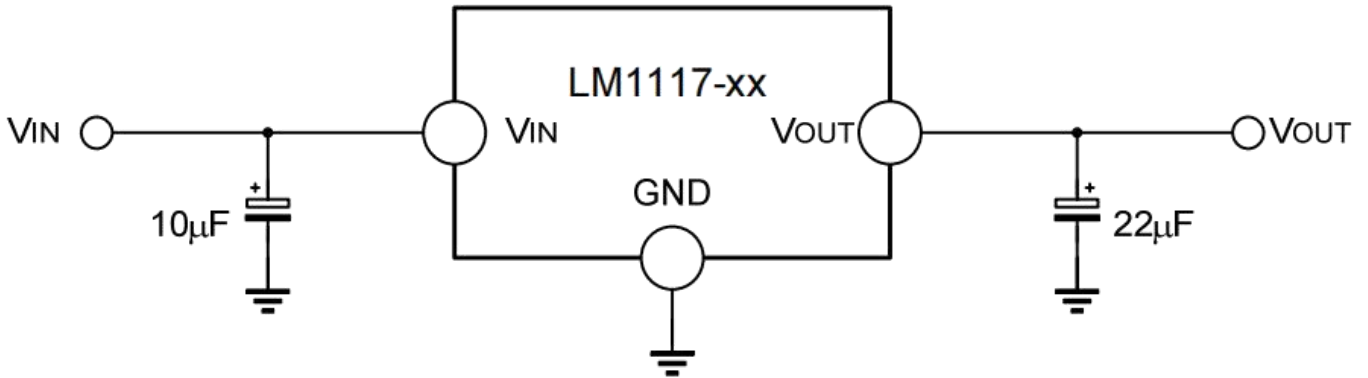 LM1117-xx
VIN
VIN
VOUT
VOUT
GND
+
10μF
+
22μF